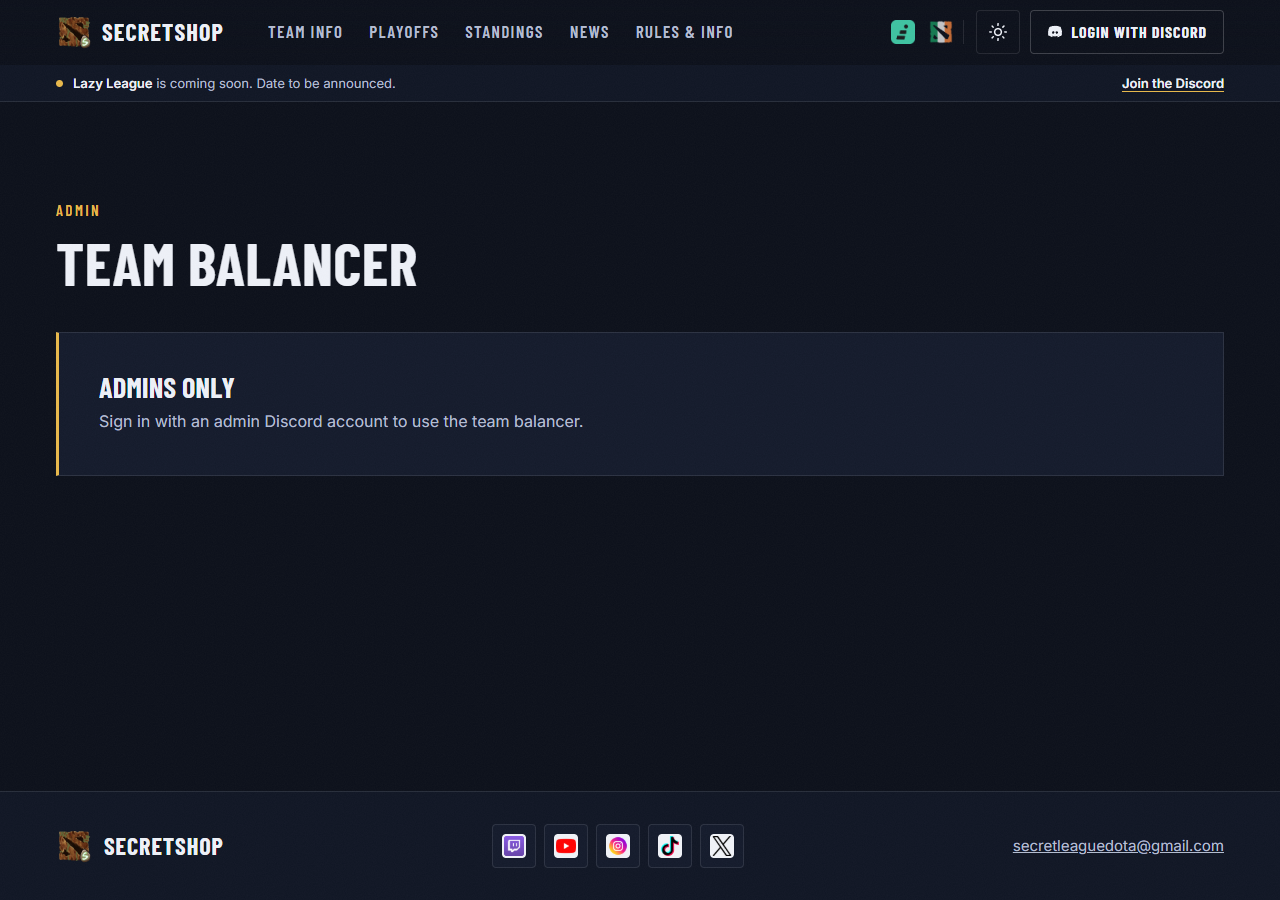 SECRETSHOP TEAM INFO PLAYOFFS STANDINGS NEWS RULES & INFO LOGIN WITH DISCORD
Lazy League is coming soon. Date to be announced. Join the Discord
ADMIN
TEAM BALANCER
ADMINS ONLY
Sign in with an admin Discord account to use the team balancer.
SECRETSHOP secretleaguedota@gmail.com